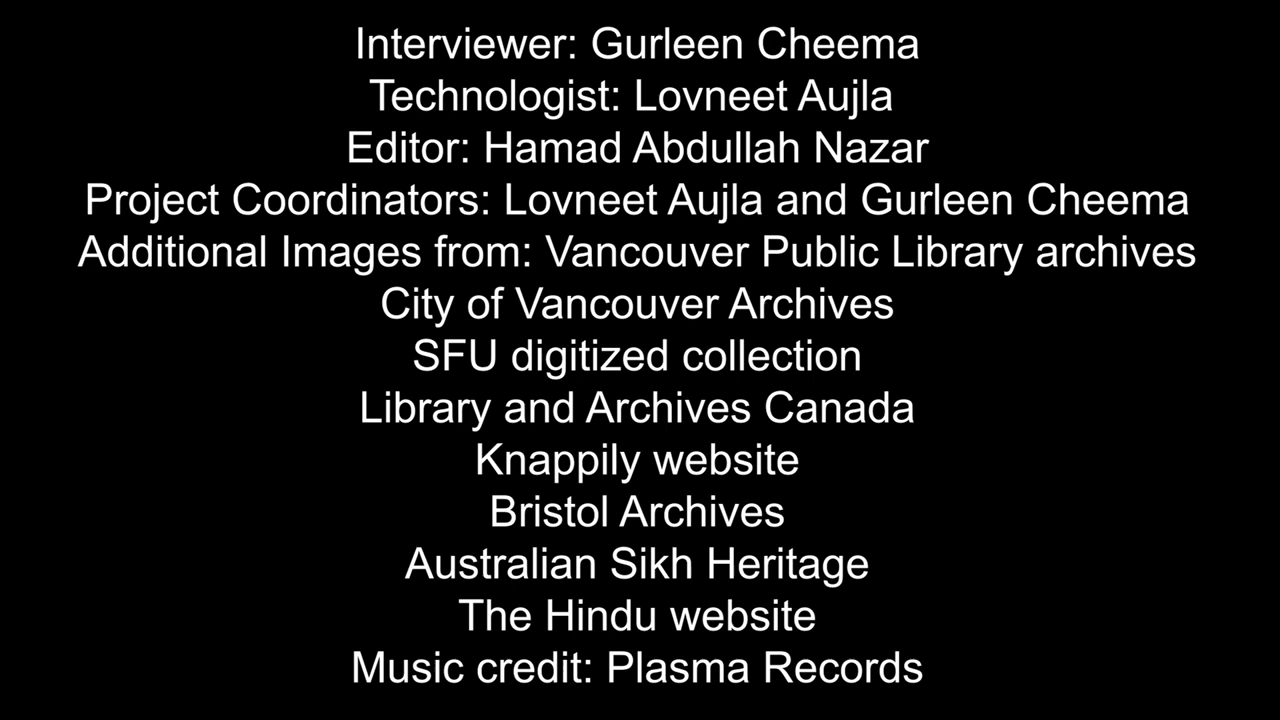 Interviewer: Gurleen Cheema
Technologist: Lovneet Aujla
Editor: Hamad Abdullah Nazar
Project Coordinators: Lovneet Aujla and Gurleen Cheema
Additional Images from: Vancouver Public Library archives
City of Vancouver Archives
SFU digitized collection
Library and Archives Canada
Knappily website
Bristol Archives
Australian Sikh Heritage
The Hindu website
Music credit: Plasma Records